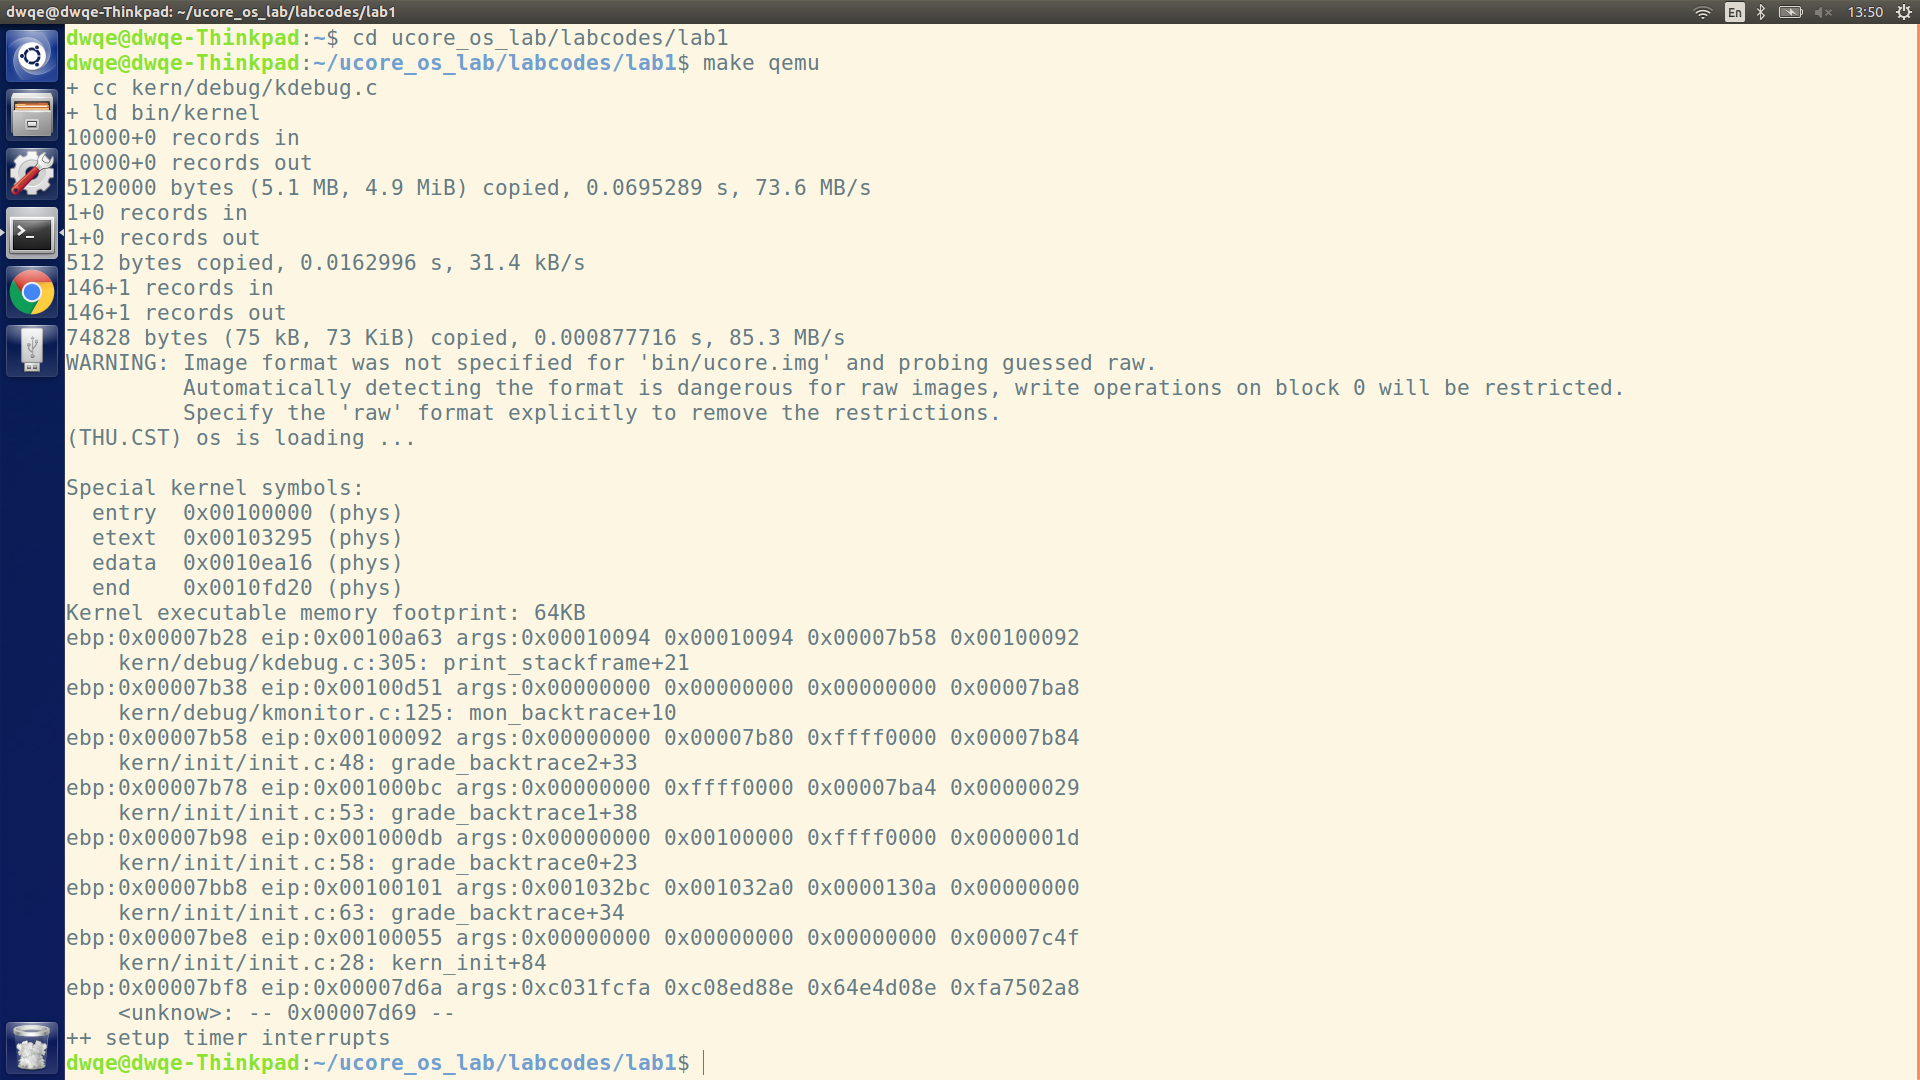 dwqe@dwqe-Thinkpad: ~/ucore_os_lab/labcodes/lab1
En
13:50
dwqe@dwqe-Thinkpad:~$ cd ucore_os_lab/labcodes/lab1
dwqe@dwqe-Thinkpad:~/ucore_os_lab/labcodes/lab1$ make qemu
+ cc kern/debug/kdebug.c
+ ld bin/kernel
10000+0 records in
10000+0 records out
5120000 bytes (5.1 MB, 4.9 MiB) copied, 0.0695289 s, 73.6 MB/s
1+0 records in
1+0 records out
512 bytes copied, 0.0162996 s, 31.4 kB/s
146+1 records in
146+1 records out
74828 bytes (75 kB, 73 KiB) copied, 0.000877716 s, 85.3 MB/s
WARNING: Image format was not specified for 'bin/ucore.img' and probing guessed raw.
         Automatically detecting the format is dangerous for raw images, write operations on block 0 will be restricted.
         Specify the 'raw' format explicitly to remove the restrictions.
(THU.CST) os is loading ...

Special kernel symbols:
  entry  0x00100000 (phys)
  etext  0x00103295 (phys)
  edata  0x0010ea16 (phys)
  end    0x0010fd20 (phys)
Kernel executable memory footprint: 64KB
ebp:0x00007b28 eip:0x00100a63 args:0x00010094 0x00010094 0x00007b58 0x00100092
    kern/debug/kdebug.c:305: print_stackframe+21
ebp:0x00007b38 eip:0x00100d51 args:0x00000000 0x00000000 0x00000000 0x00007ba8
    kern/debug/kmonitor.c:125: mon_backtrace+10
ebp:0x00007b58 eip:0x00100092 args:0x00000000 0x00007b80 0xffff0000 0x00007b84
    kern/init/init.c:48: grade_backtrace2+33
ebp:0x00007b78 eip:0x001000bc args:0x00000000 0xffff0000 0x00007ba4 0x00000029
    kern/init/init.c:53: grade_backtrace1+38
ebp:0x00007b98 eip:0x001000db args:0x00000000 0x00100000 0xffff0000 0x0000001d
    kern/init/init.c:58: grade_backtrace0+23
ebp:0x00007bb8 eip:0x00100101 args:0x001032bc 0x001032a0 0x0000130a 0x00000000
    kern/init/init.c:63: grade_backtrace+34
ebp:0x00007be8 eip:0x00100055 args:0x00000000 0x00000000 0x00000000 0x00007c4f
    kern/init/init.c:28: kern_init+84
ebp:0x00007bf8 eip:0x00007d6a args:0xc031fcfa 0xc08ed88e 0x64e4d08e 0xfa7502a8
    <unknow>: -- 0x00007d69 --
++ setup timer interrupts
dwqe@dwqe-Thinkpad:~/ucore_os_lab/labcodes/lab1$